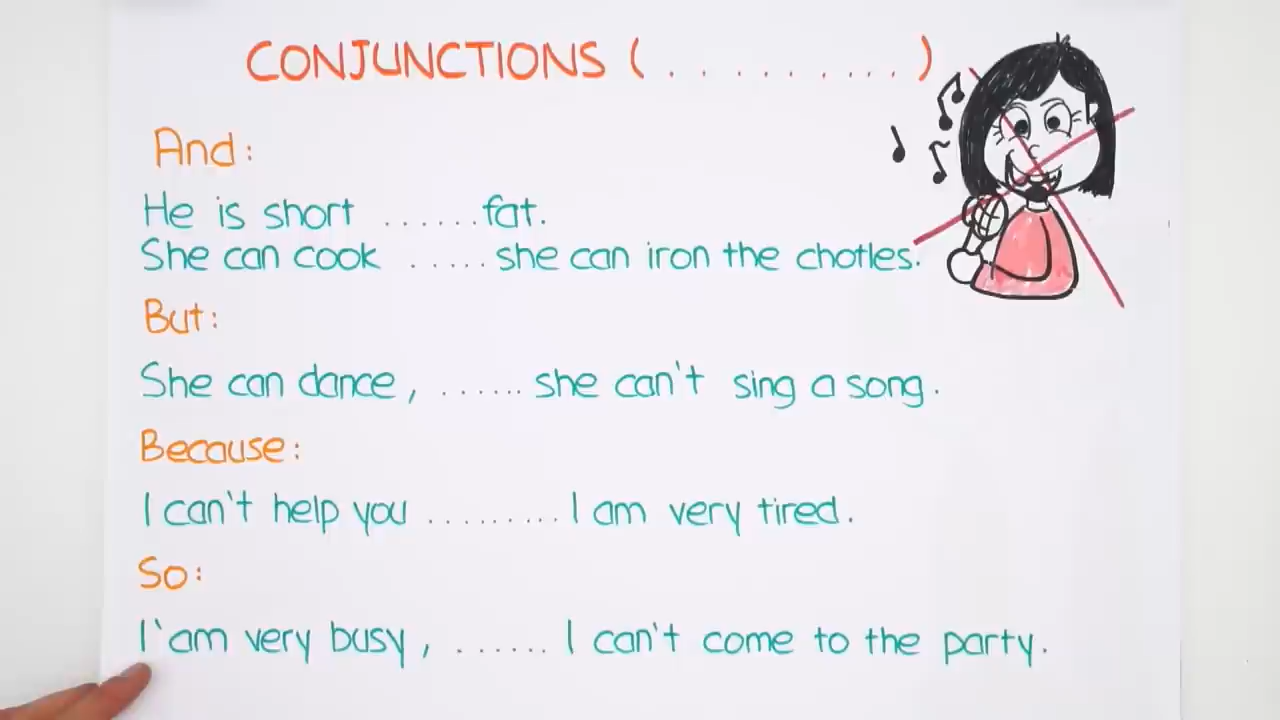 CONJUNCTIONS (..........)
And:
He is short ...... fat.
She can cook ..... she can iron the chotles.
But:
She can dance, ...... she can't sing a song.
Because:
I can't help you ......... I am very tired.
So:
I'am very busy, ...... I can't come to the party.